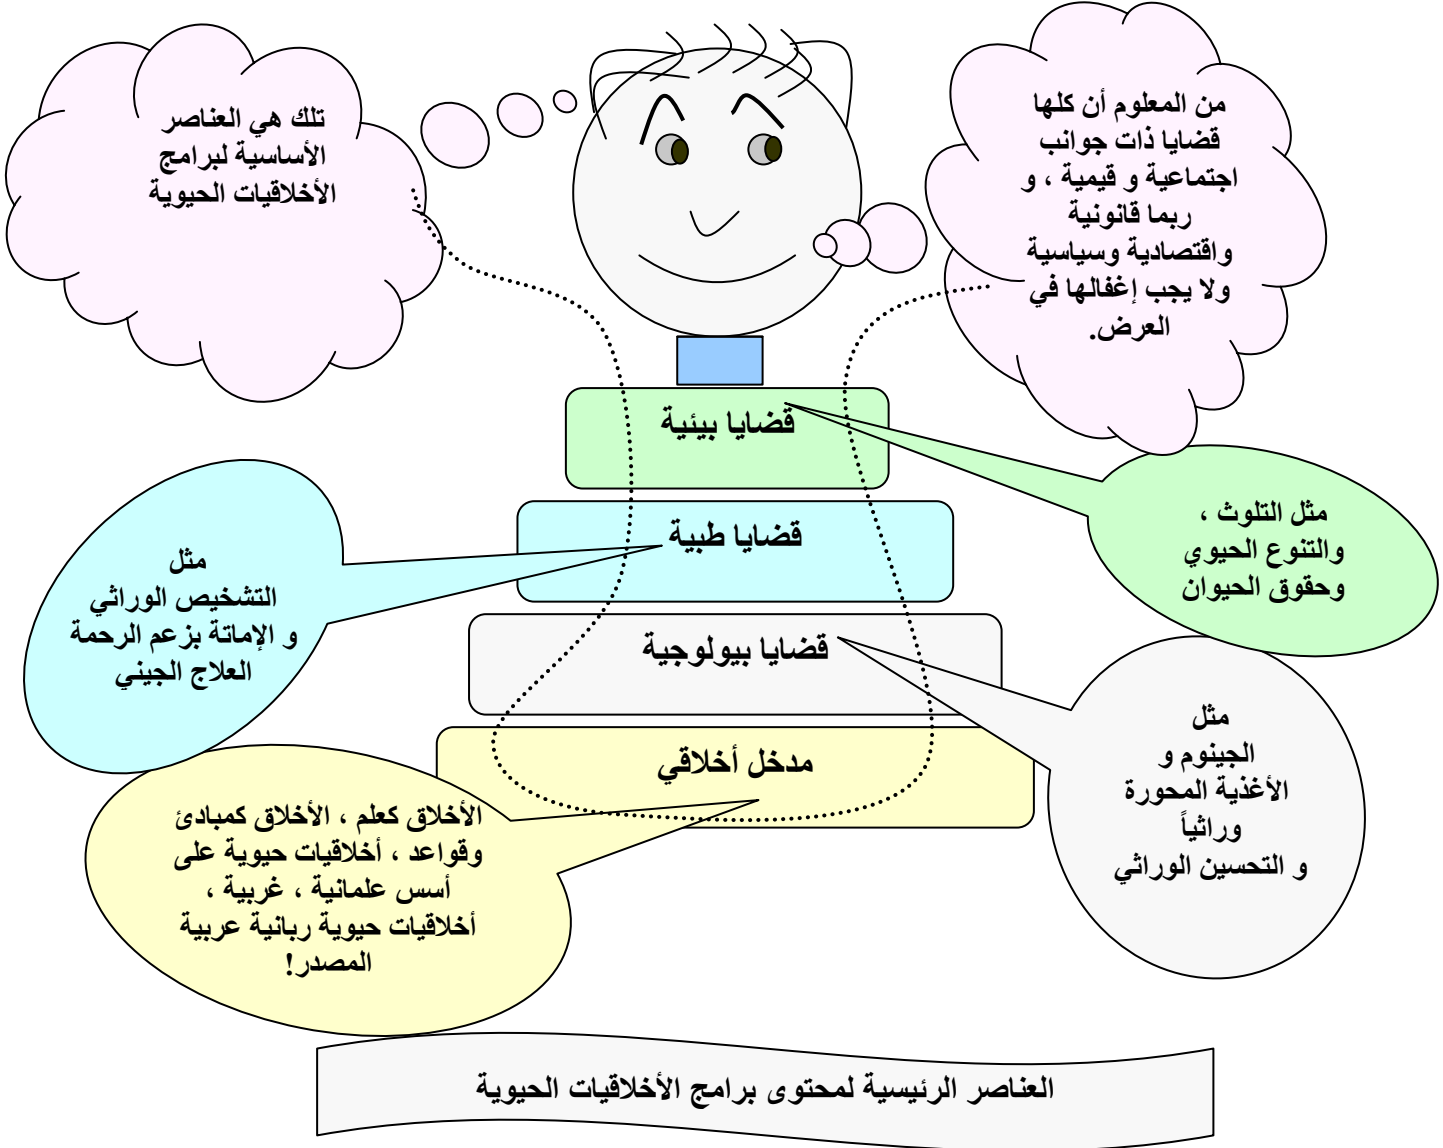 من المعلوم أن كلها
قضايا ذات جوانب
اجتماعية و قيمية ، و
ربما قانونية
واقتصادية وسياسية
ولا يجب إغفالها في
العرض.
تلك هي العناصر
الأساسية لبرامج
الأخلاقيات الحيوية
قضايا بيئية
مثل التلوث ،
والتنوع الحيوي
وحقوق الحيوان
قضايا طبية
مثل
التشخيص الوراثي
و الإماتة بزعم الرحمة
العلاج الجيني
قضايا بيولوجية
مثل
الجينوم و
الأغذية المحورة
وراثياً
و التحسين الوراثي
مدخل أخلاقي
الأخلاق كعلم ، الأخلاق كمبادئ
وقواعد ، أخلاقيات حيوية على
أسس علمانية ، غربية ،
أخلاقيات حيوية ربانية عربية
المصدر!
العناصر الرئيسية لمحتوى برامج الأخلاقيات الحيوية